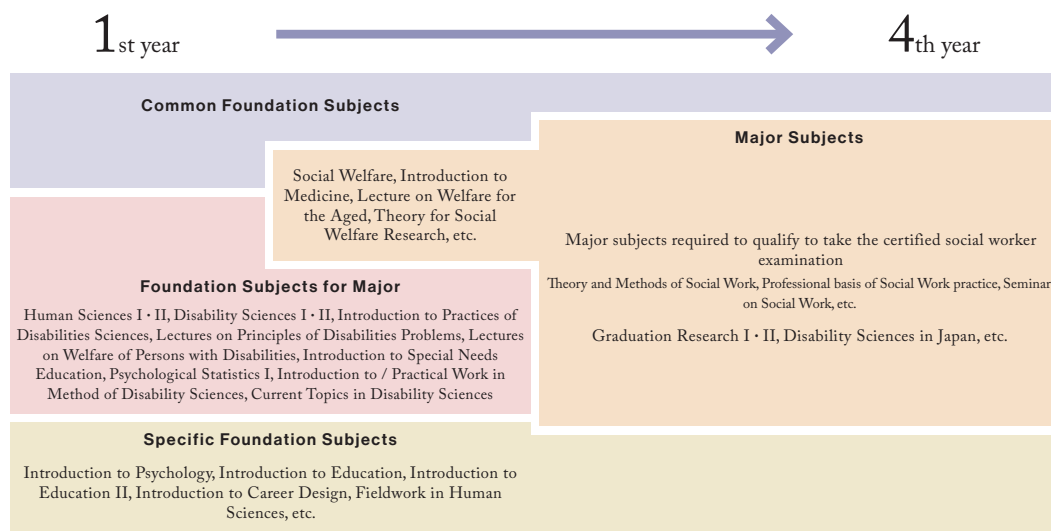 1st year
4th year
Common Foundation Subjects
Major Subjects
Social Welfare, Introduction to
Medicine, Lecture on Welfare for
the Aged, Theory for Social
Welfare Research, etc.
Major subjects required to qualify to take the certified social worker
examination
Theory and Methods of Social Work, Professional basis of Social Work practice, Seminar
on Social Work, etc.
Graduation Research I・II, Disability Sciences in Japan, etc.
Foundation Subjects for Major
Human Sciences I・II, Disability Sciences I・II, Introduction to Practices of
Disabilities Sciences, Lectures on Principles of Disabilities Problems, Lectures
on Welfare of Persons with Disabilities, Introduction to Special Needs
Education, Psychological Statistics I, Introduction to / Practical Work in
Method of Disability Sciences, Current Topics in Disability Sciences
Specific Foundation Subjects
Introduction to Psychology, Introduction to Education, Introduction to
Education II, Introduction to Career Design, Fieldwork in Human
Sciences, etc.